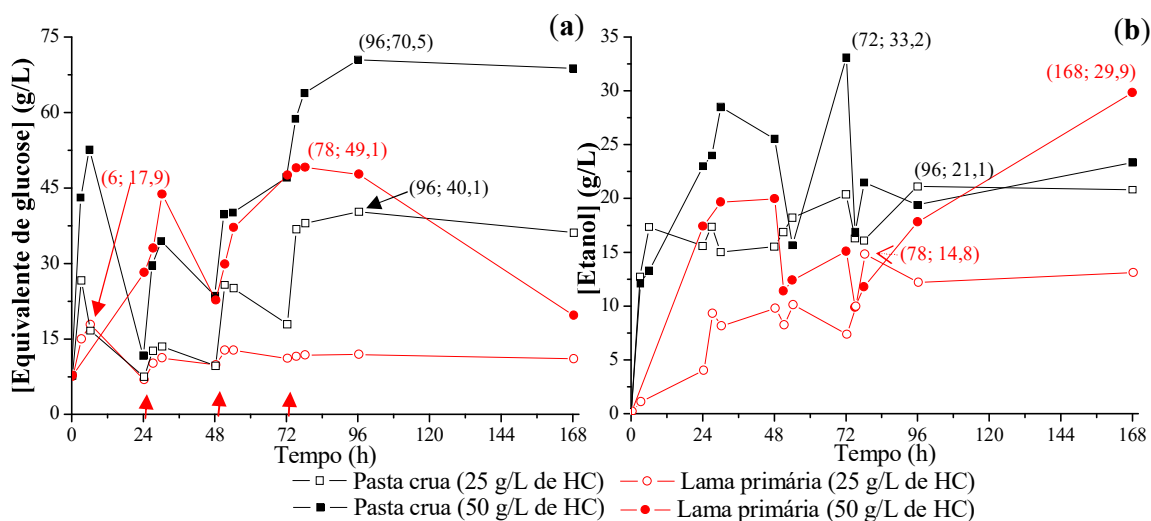 (a)
(96;70,5)
(6; 17,9)
(78; 49,1)
(96; 40,1)
[Equivalente de glucose] (g/L)
75
60
45
30
15
0
0 24 48 72 96 120 144 168
Tempo (h)
(b)
(72; 33,2)
(168; 29,9)
(96; 21,1)
(78; 14,8)
[Etanol] (g/L)
35
30
25
20
15
10
5
0
0 24 48 72 96 120 144 168
Tempo (h)
Pasta crua (25 g/L de HC) Lama primária (25 g/L de HC)
Pasta crua (50 g/L de HC) Lama primária (50 g/L de HC)